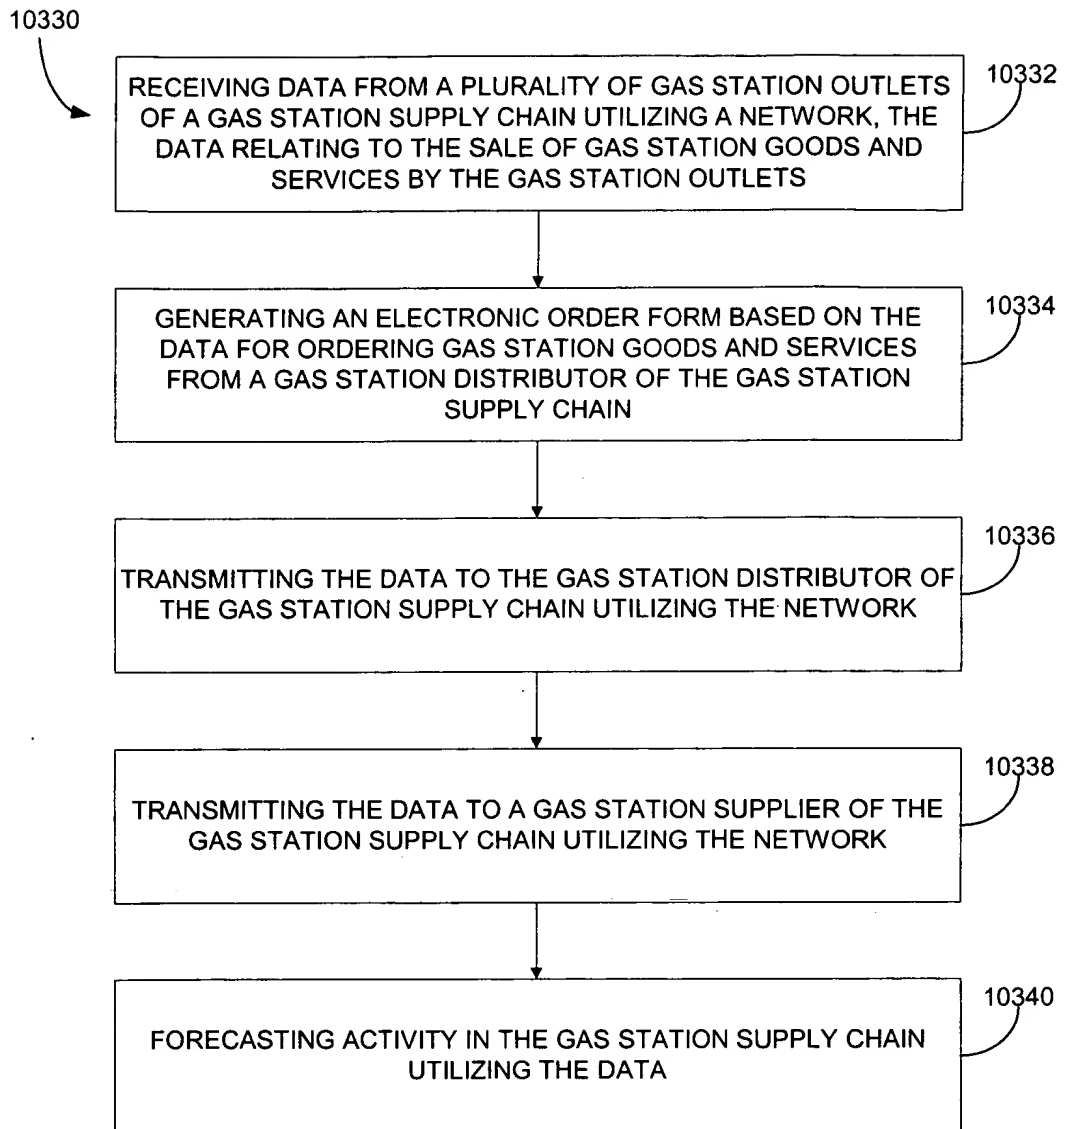 10330
RECEIVING DATA FROM A PLURALITY OF GAS STATION OUTLETS
OF A GAS STATION SUPPLY CHAIN UTILIZING A NETWORK, THE
DATA RELATING TO THE SALE OF GAS STATION GOODS AND
SERVICES BY THE GAS STATION OUTLETS
10332
GENERATING AN ELECTRONIC ORDER FORM BASED ON THE
DATA FOR ORDERING GAS STATION GOODS AND SERVICES
FROM A GAS STATION DISTRIBUTOR OF THE GAS STATION
SUPPLY CHAIN
10334
TRANSMITTING THE DATA TO THE GAS STATION DISTRIBUTOR OF
THE GAS STATION SUPPLY CHAIN UTILIZING THE NETWORK
10336
TRANSMITTING THE DATA TO A GAS STATION SUPPLIER OF THE
GAS STATION SUPPLY CHAIN UTILIZING THE NETWORK
10338
FORECASTING ACTIVITY IN THE GAS STATION SUPPLY CHAIN
UTILIZING THE DATA
10340